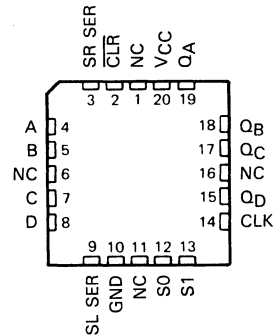 SR SER
CLR
NC
VCC
QA
3 2 1 20 19
A 4
B 5
NC 6
C 7
D 8
18 QB
17 QC
16 NC
15 QD
14 CLK
9 10 11 12 13
SL SER
GND
NC
S0
S1